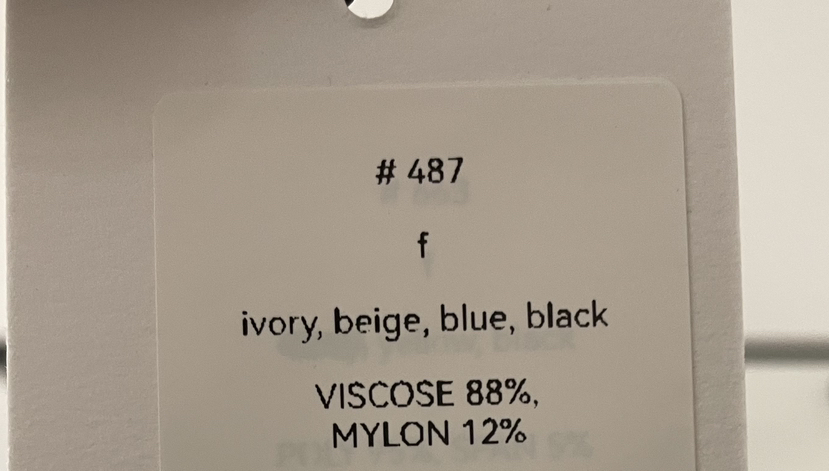 # 487
f
ivory, beige, blue, black
VISCOSE 88%,
MYLON 12%